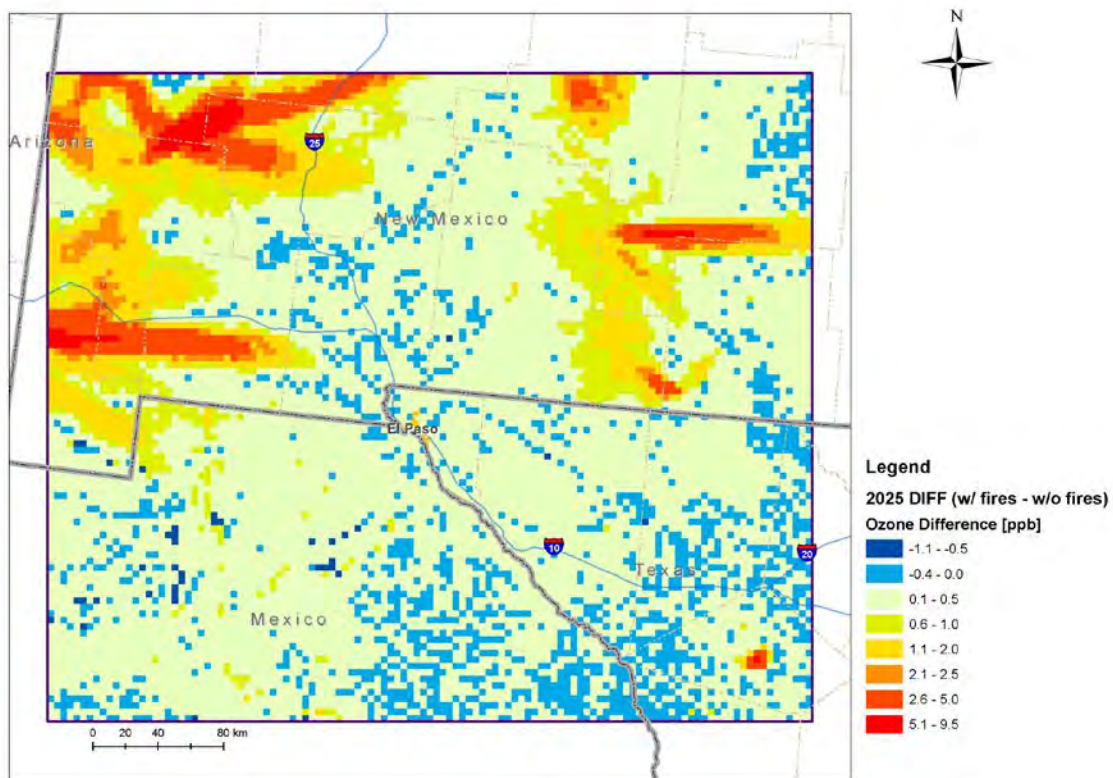 N
Arizona
25
New Mexico
El Paso
10
20
Texas
Mexico
0 20 40 80 km
Legend
2025 DIFF (w/ fires - w/o fires)
Ozone Difference [ppb]
-1.1 - -0.5
-0.4 - 0.0
0.1 - 0.5
0.6 - 1.0
1.1 - 2.0
2.1 - 2.5
2.6 - 5.0
5.1 - 9.5